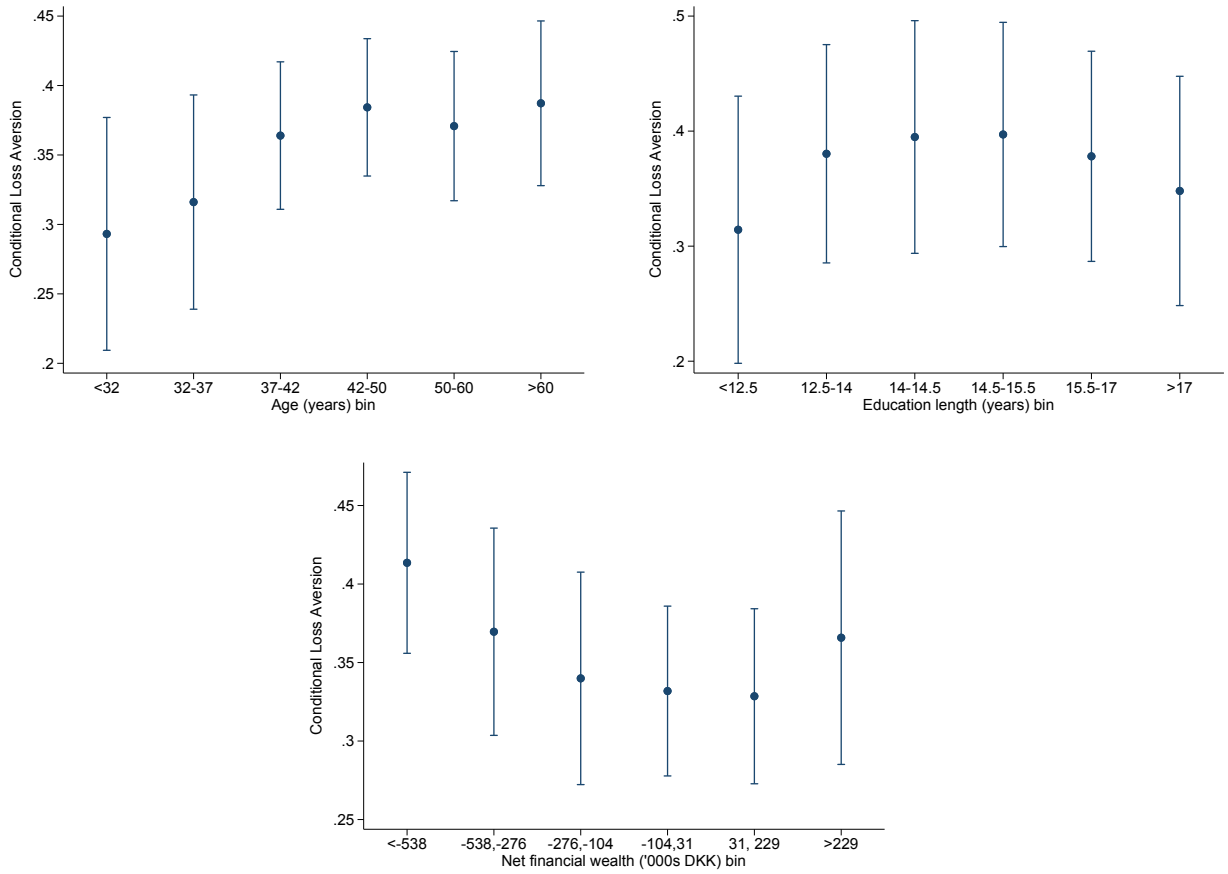 Conditional Loss Aversion
.45
.4
.35
.3
.25
.2
<32 32-37 37-42 42-50 50-60 >60
Age (years) bin
Conditional Loss Aversion
.5
.4
.3
.2
<12.5 12.5-14 14-14.5 14.5-15.5 15.5-17 >17
Education length (years) bin
Conditional Loss Aversion
.45
.4
.35
.3
.25
<-538 -538,-276 -276,-104 -104,31 31, 229 >229
Net financial wealth ('000s DKK) bin